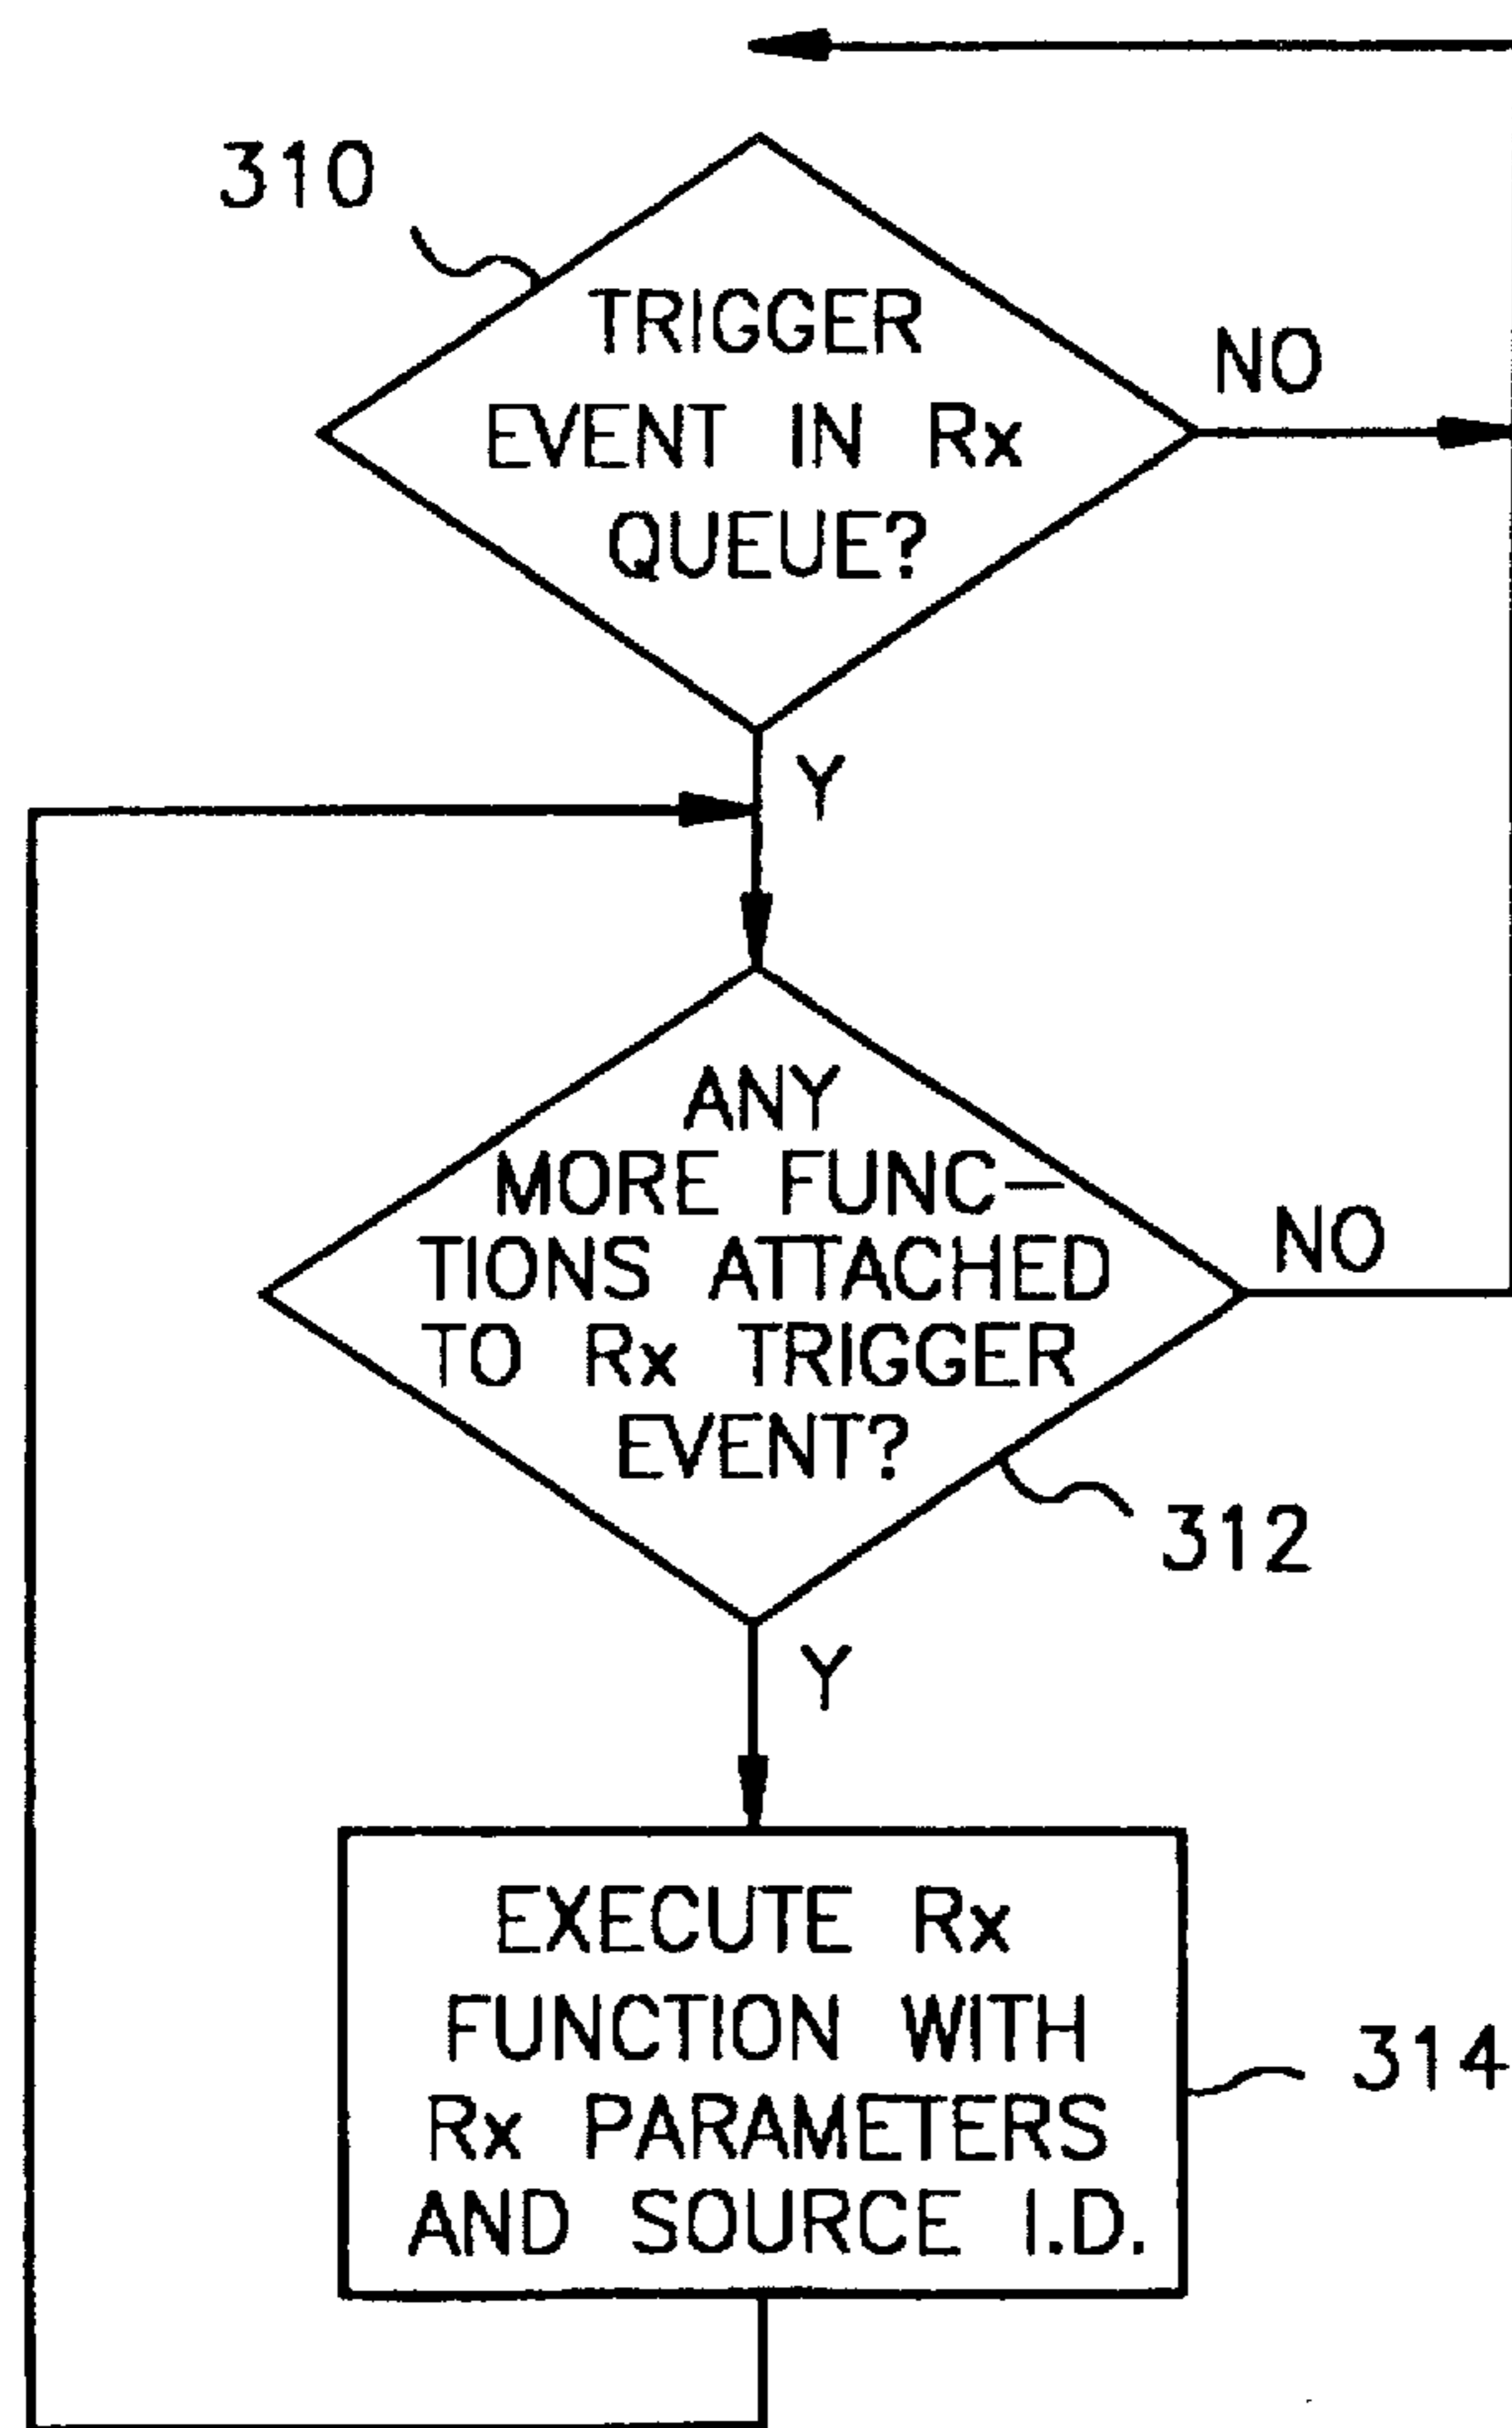 310
TRIGGER
EVENT IN Rx
QUEUE?
NO
Y
ANY
MORE FUNC-
TIONS ATTACHED
TO Rx TRIGGER
EVENT?
NO
312
Y
EXECUTE Rx
FUNCTION WITH
Rx PARAMETERS
AND SOURCE I.D.
314